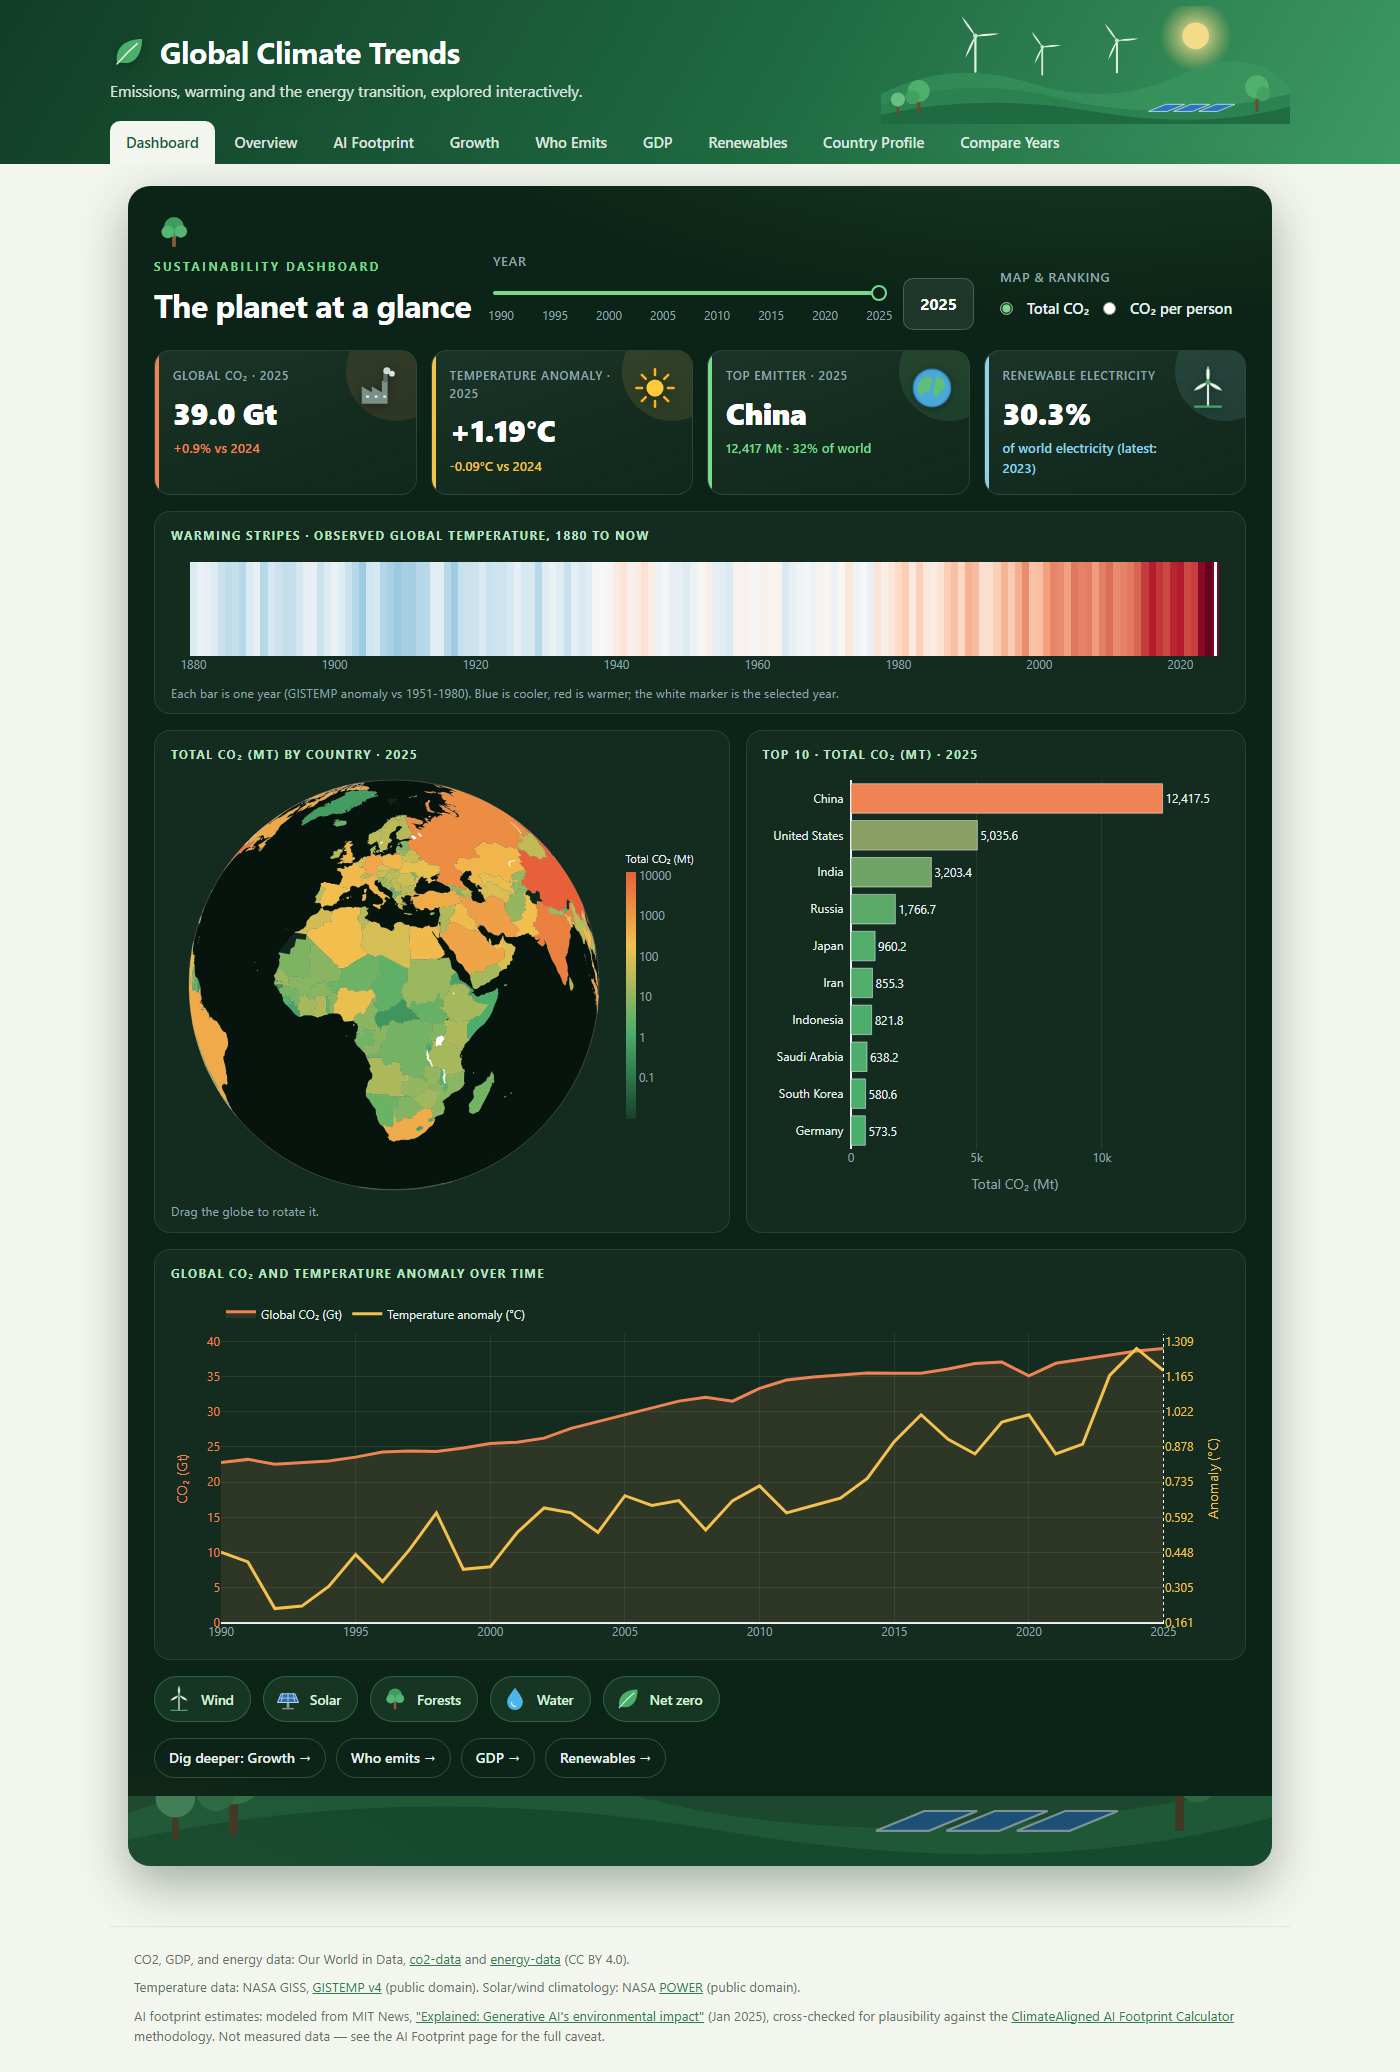 Global Climate Trends
Emissions, warming and the energy transition, explored interactively.
Dashboard
Overview
AI Footprint
Growth
Who Emits
GDP
Renewables
Country Profile
Compare Years
SUSTAINABILITY DASHBOARD
The planet at a glance
YEAR
1990 1995 2000 2005 2010 2015 2020 2025
2025
MAP & RANKING
Total CO₂
CO₂ per person
GLOBAL CO₂ · 2025
39.0 Gt
+0.9% vs 2024
TEMPERATURE ANOMALY ·
2025
+1.19°C
-0.09°C vs 2024
TOP EMITTER · 2025
China
12,417 Mt · 32% of world
RENEWABLE ELECTRICITY
30.3%
of world electricity (latest:
2023)
WARMING STRIPES · OBSERVED GLOBAL TEMPERATURE, 1880 TO NOW
1880 1900 1920 1940 1960 1980 2000 2020
Each bar is one year (GISTEMP anomaly vs 1951-1980). Blue is cooler, red is warmer; the white marker is the selected year.
TOTAL CO₂ (MT) BY COUNTRY · 2025
Total CO₂ (Mt)
10000
1000
100
10
1
0.1
Drag the globe to rotate it.
TOP 10 · TOTAL CO₂ (MT) · 2025
China 12,417.5
United States 5,035.6
India 3,203.4
Russia 1,766.7
Japan 960.2
Iran 855.3
Indonesia 821.8
Saudi Arabia 638.2
South Korea 580.6
Germany 573.5
0 5k 10k
Total CO₂ (Mt)
GLOBAL CO₂ AND TEMPERATURE ANOMALY OVER TIME
Global CO₂ (Gt)
Temperature anomaly (°C)
40 1.309
35 1.165
30 1.022
25 0.878
20 0.735
15 0.592
10 0.448
5 0.305
0 0.161
CO₂ (Gt)
Anomaly (°C)
1990 1995 2000 2005 2010 2015 2020 2025
Wind
Solar
Forests
Water
Net zero
Dig deeper: Growth →
Who emits →
GDP →
Renewables →
CO2, GDP, and energy data: Our World in Data, co2-data and energy-data (CC BY 4.0).
Temperature data: NASA GISS, GISTEMP v4 (public domain). Solar/wind climatology: NASA POWER (public domain).
AI footprint estimates: modeled from MIT News, "Explained: Generative AI's environmental impact" (Jan 2025), cross-checked for plausibility against the ClimateAligned AI Footprint Calculator
methodology. Not measured data — see the AI Footprint page for the full caveat.